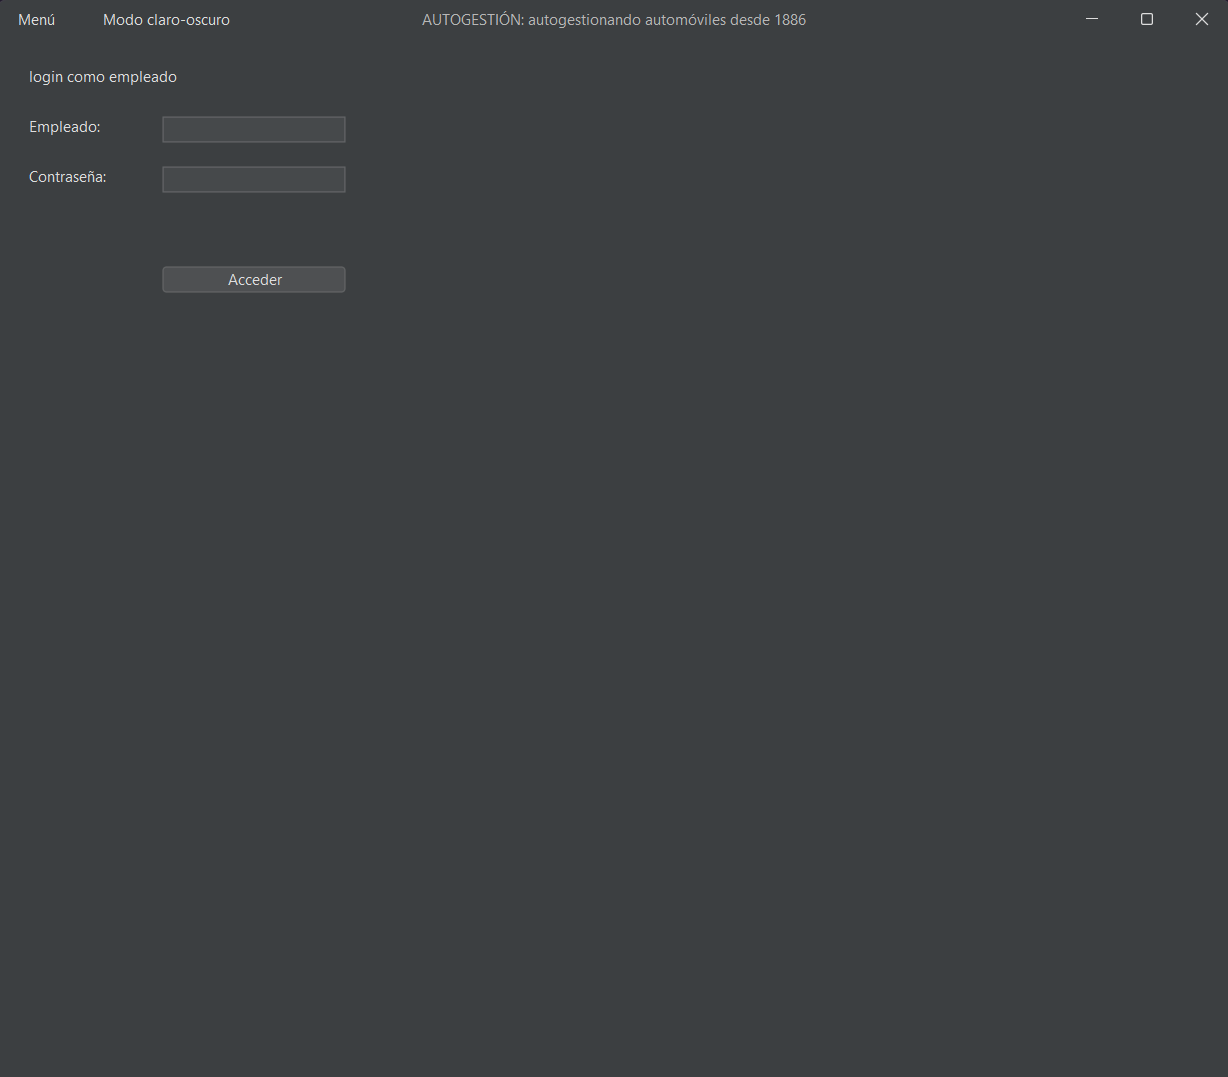 Menú Modo claro-oscuro AUTOGESTIÓN: autogestionando automóviles desde 1886
login como empleado
Empleado:
Contraseña:
Acceder